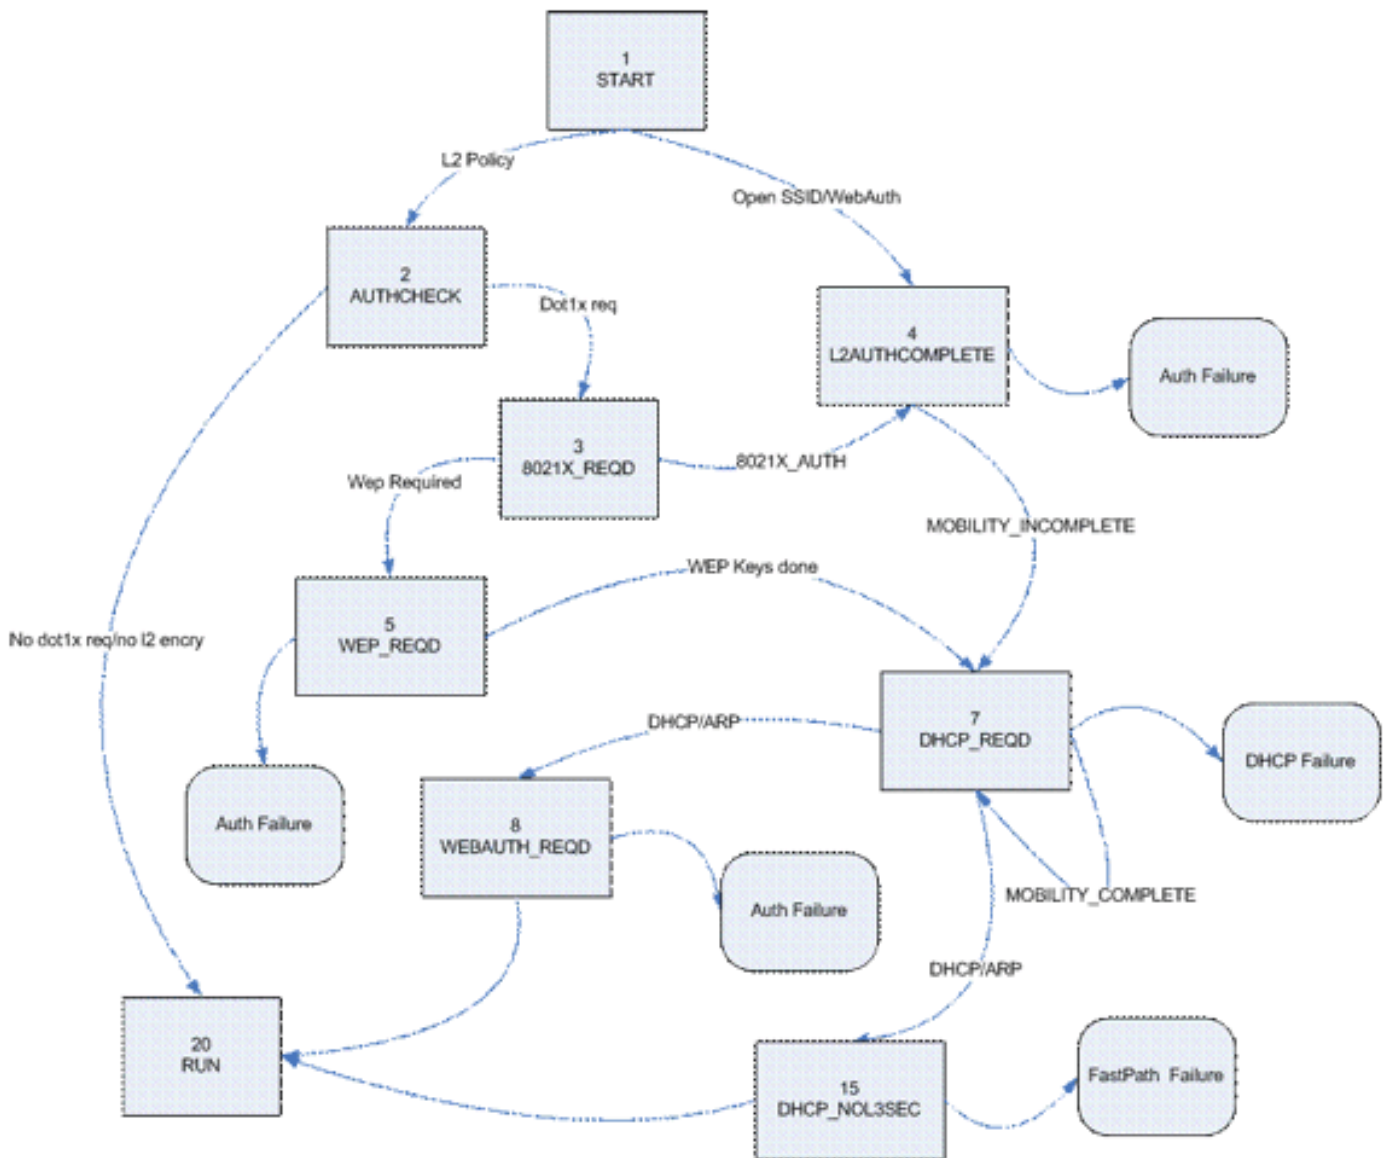 1
START
L2 Policy
Open SSID/WebAuth
2
AUTHCHECK
Dot1x req
4
L2AUTHCOMPLETE
Auth Failure
3
8021X_REQD
8021X_AUTH
Wep Required
MOBILITY_INCOMPLETE
WEP Keys done
5
WEP_REQD
No dot1x req/no l2 encry
7
DHCP_REQD
DHCP/ARP
DHCP Failure
Auth Failure
8
WEBAUTH_REQD
MOBILITY_COMPLETE
Auth Failure
DHCP/ARP
20
RUN
15
DHCP_NOL3SEC
FastPath Failure